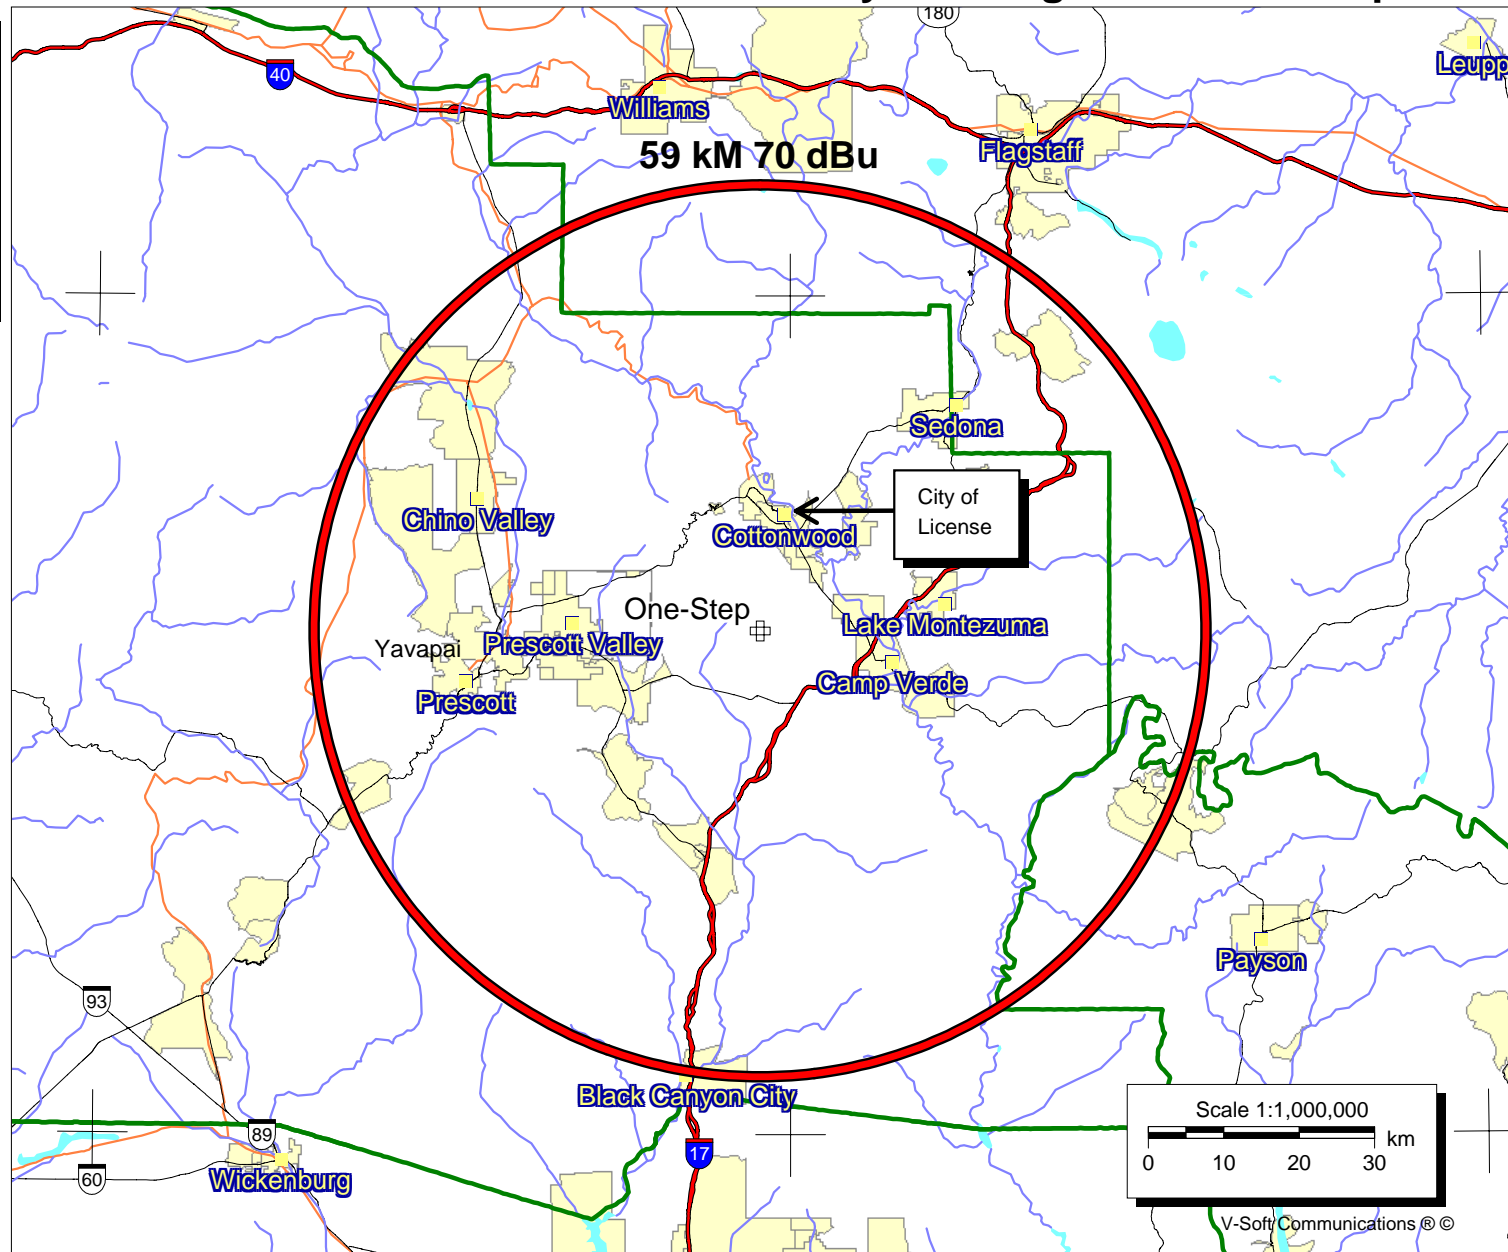 180
Leupp
40
Williams
Flagstaff
59 kM 70 dBu
Sedona
City of
License
Chino Valley
Cottonwood
One-Step
Lake Montezuma
Yavapai
Prescott Valley
Camp Verde
Prescott
Payson
93
Black Canyon City
Scale 1:1,000,000
km
0 10 20 30
89
17
60
Wickenburg
V-Soft Communications ® ©